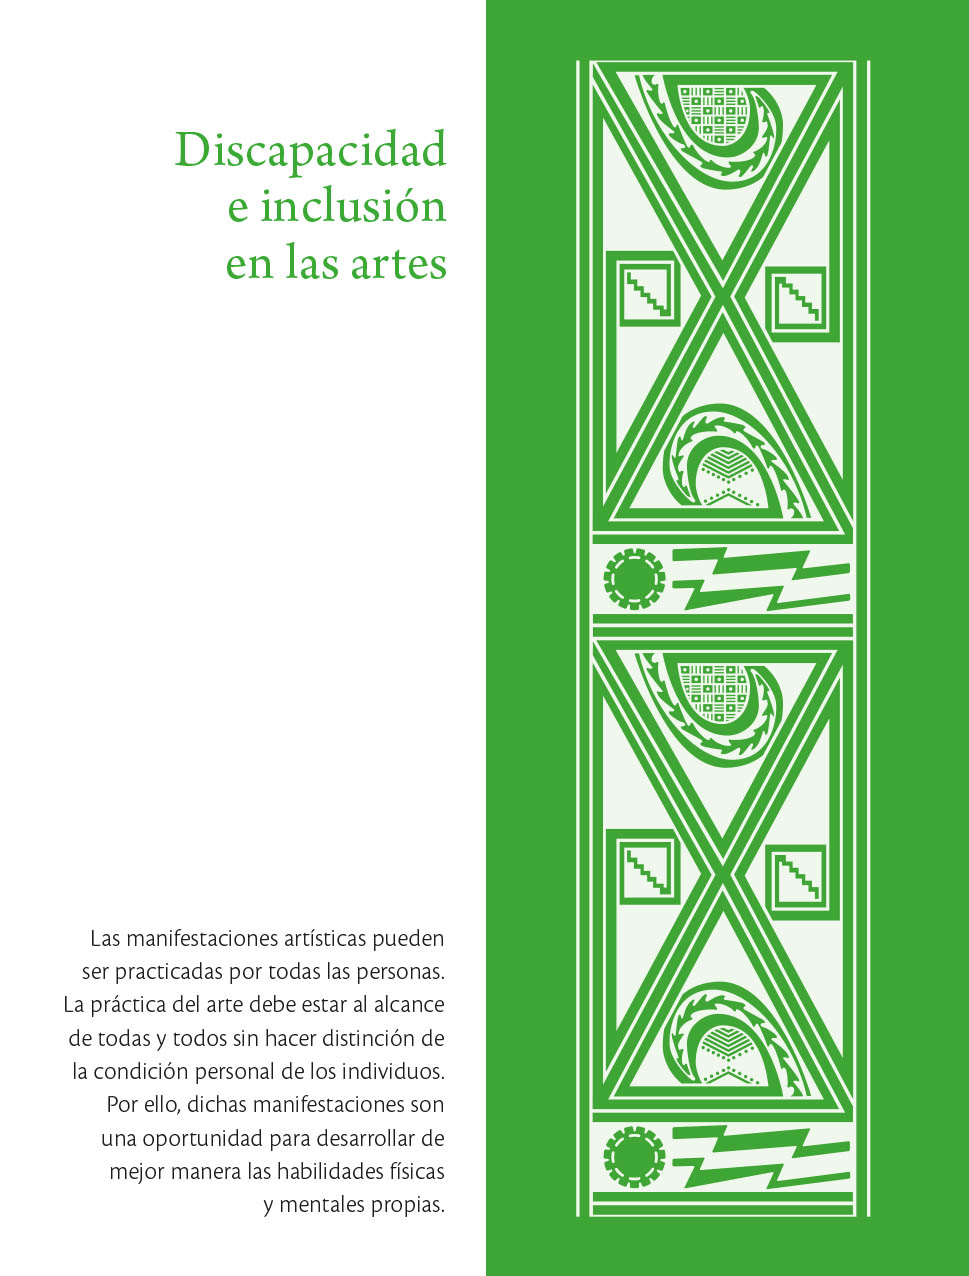 Discapacidad
e inclusión
en las artes
Las manifestaciones artísticas pueden
ser practicadas por todas las personas.
La práctica del arte debe estar al alcance
de todas y todos sin hacer distinción de
la condición personal de los individuos.
Por ello, dichas manifestaciones son
una oportunidad para desarrollar de
mejor manera las habilidades físicas
y mentales propias.